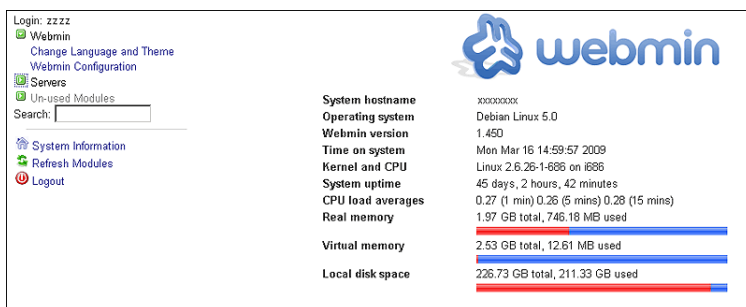 Login: zzzz
Webmin
Change Language and Theme
Webmin Configuration
Servers
Un-used Modules
Search:
System Information
Refresh Modules
Logout
webmin
System hostname xxxxxxxx
Operating system Debian Linux 5.0
Webmin version 1.450
Time on system Mon Mar 16 14:59:57 2009
Kernel and CPU Linux 2.6.26-1-686 on i686
System uptime 45 days, 2 hours, 42 minutes
CPU load averages 0.27 (1 min) 0.26 (5 mins) 0.28 (15 mins)
Real memory 1.97 GB total, 746.18 MB used
Virtual memory 2.53 GB total, 12.61 MB used
Local disk space 226.73 GB total, 211.33 GB used